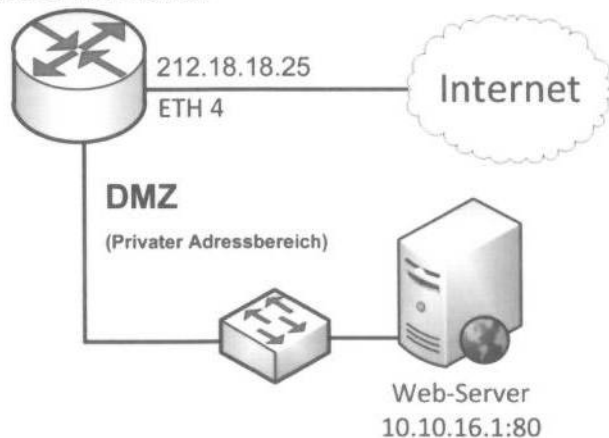 212.18.18.25
ETH 4
Internet
DMZ
(Privater Adressbereich)
Web-Server
10.10.16.1:80